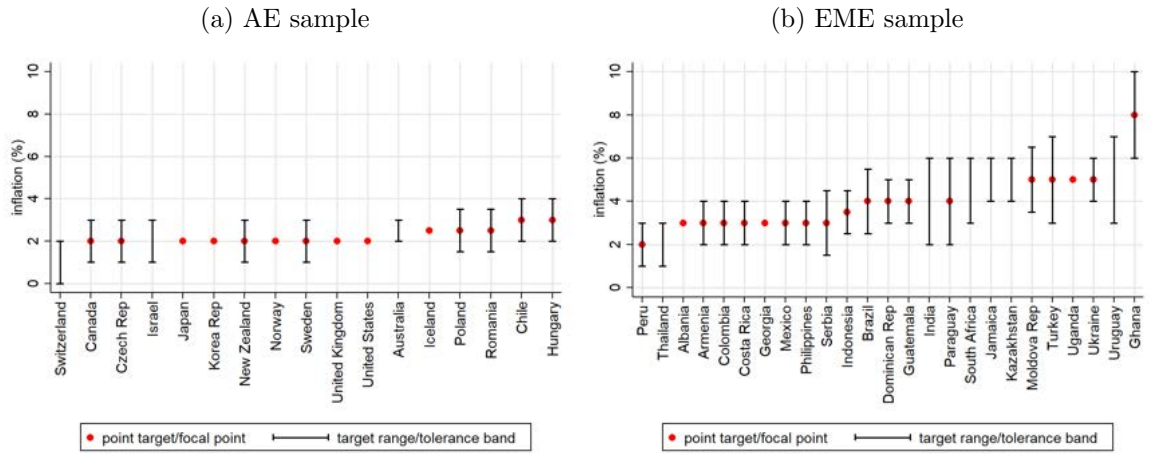 (a) AE sample
inflation (%)
10
8
6
4
2
0
Switzerland
Canada
Czech Rep
Israel
Japan
Korea Rep
New Zealand
Norway
Sweden
United Kingdom
United States
Australia
Iceland
Poland
Romania
Chile
Hungary
point target/focal point
target range/tolerance band
(b) EME sample
inflation (%)
10
8
6
4
2
0
Peru
Thailand
Albania
Armenia
Colombia
Costa Rica
Georgia
Mexico
Philippines
Serbia
Indonesia
Brazil
Dominican Rep
Guatemala
India
Paraguay
South Africa
Jamaica
Kazakhstan
Moldova Rep
Turkey
Uganda
Ukraine
Uruguay
Ghana
point target/focal point
target range/tolerance band